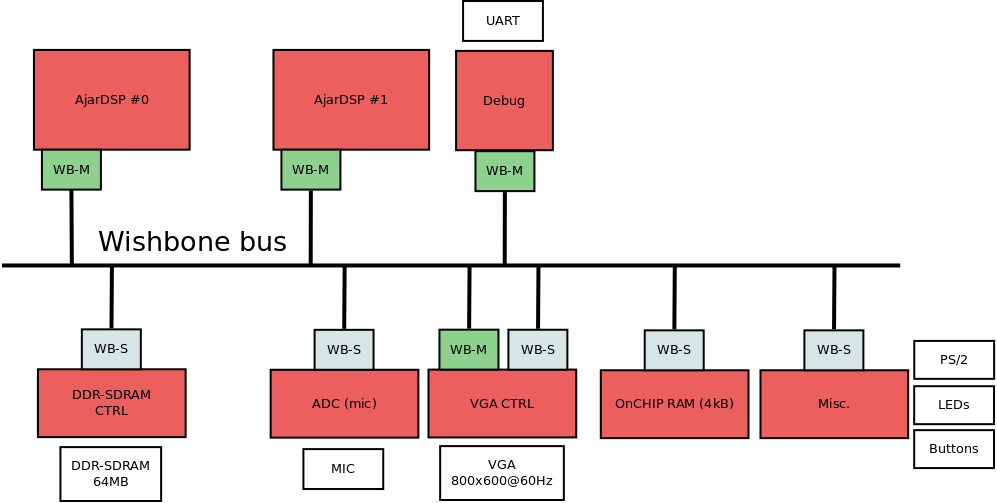 UART
AjarDSP #0
AjarDSP #1
Debug
WB-M
WB-M
WB-M
Wishbone bus
WB-S
WB-S
WB-M
WB-S
WB-S
WB-S
DDR-SDRAM
CTRL
ADC (mic)
VGA CTRL
OnCHIP RAM (4kB)
Misc.
PS/2
LEDs
Buttons
DDR-SDRAM
64MB
MIC
VGA
800x600@60Hz